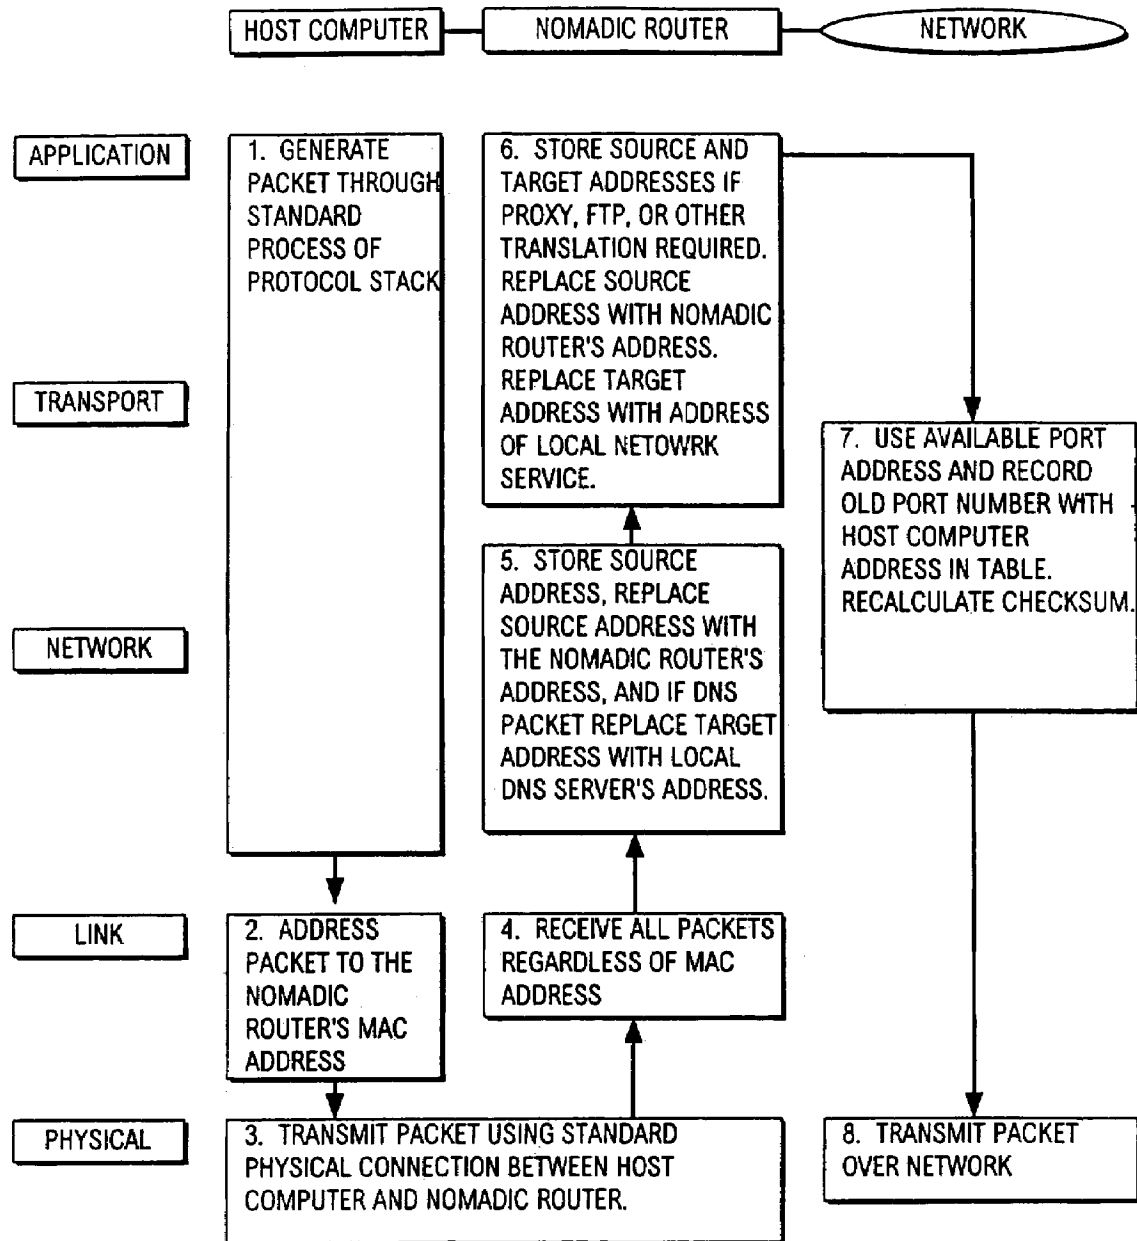 HOST COMPUTER
NOMADIC ROUTER
NETWORK
APPLICATION
1. GENERATE
PACKET THROUGH
STANDARD
PROCESS OF
PROTOCOL STACK
6. STORE SOURCE AND
TARGET ADDRESSES IF
PROXY, FTP, OR OTHER
TRANSLATION REQUIRED.
REPLACE SOURCE
ADDRESS WITH NOMADIC
ROUTER'S ADDRESS.
REPLACE TARGET
ADDRESS WITH ADDRESS
OF LOCAL NETOWRK
SERVICE.
TRANSPORT
7. USE AVAILABLE PORT
ADDRESS AND RECORD
OLD PORT NUMBER WITH
HOST COMPUTER
ADDRESS IN TABLE.
RECALCULATE CHECKSUM.
NETWORK
5. STORE SOURCE
ADDRESS, REPLACE
SOURCE ADDRESS WITH
THE NOMADIC ROUTER'S
ADDRESS, AND IF DNS
PACKET REPLACE TARGET
ADDRESS WITH LOCAL
DNS SERVER'S ADDRESS.
LINK
2. ADDRESS
PACKET TO THE
NOMADIC
ROUTER'S MAC
ADDRESS
4. RECEIVE ALL PACKETS
REGARDLESS OF MAC
ADDRESS
PHYSICAL
3. TRANSMIT PACKET USING STANDARD
PHYSICAL CONNECTION BETWEEN HOST
COMPUTER AND NOMADIC ROUTER.
8. TRANSMIT PACKET
OVER NETWORK